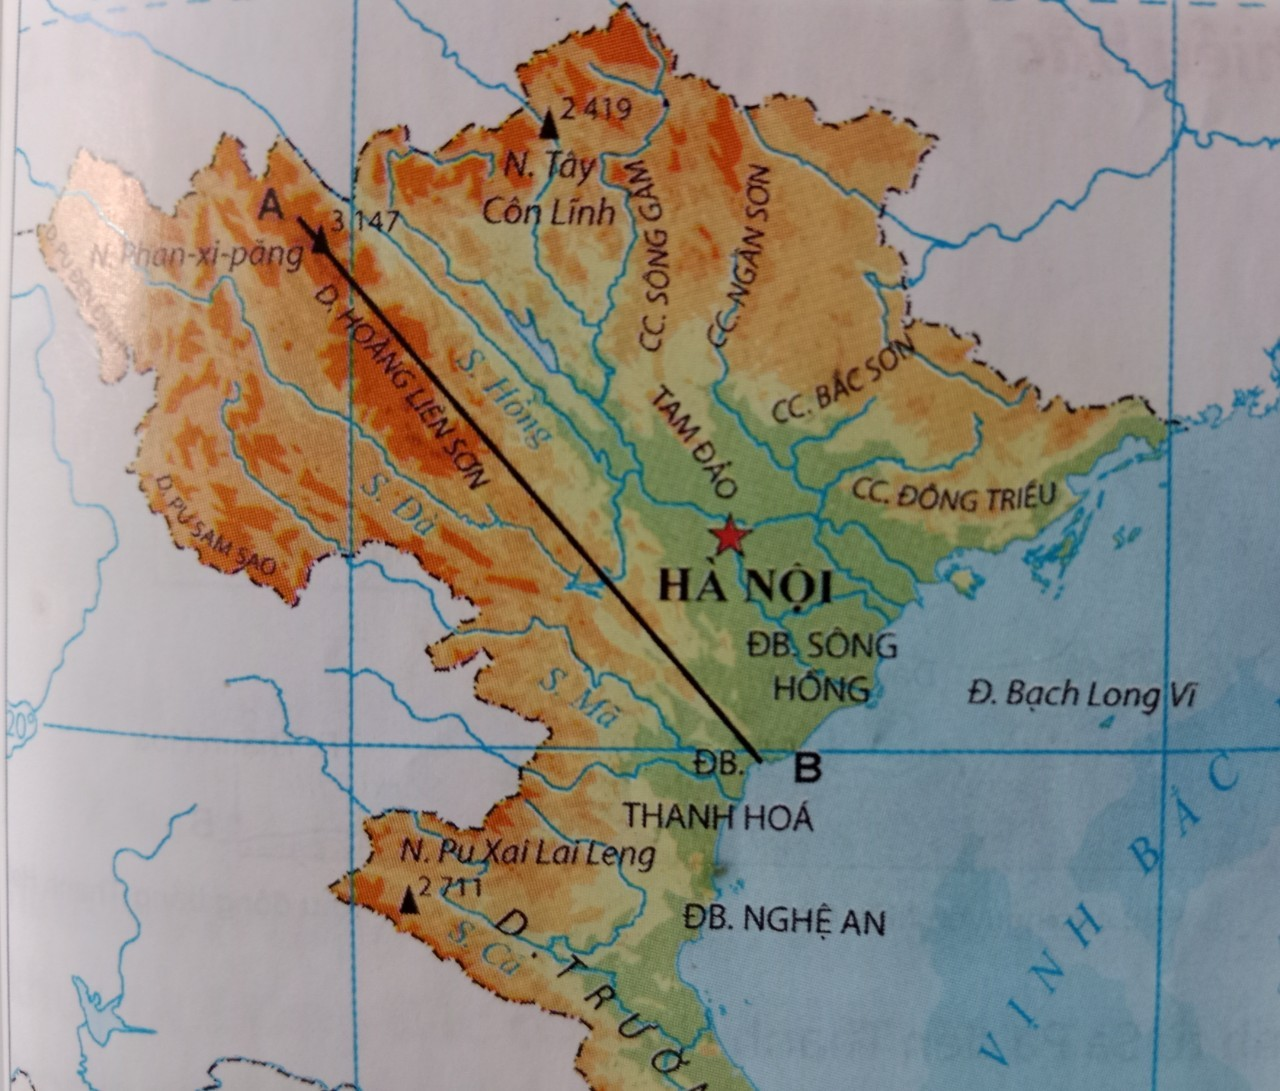 2 419
N. Tây
Côn Lĩnh
CC. SÔNG GÂM
CC. NGÂN SƠN
A
3 147
N. Phan-xi-păng
D. HOÀNG LIÊN SƠN
S. Hồng
CC. BẮC SƠN
TAM ĐẢO
CC. ĐÔNG TRIỀU
S. Đà
D. PU SAM SAO
HÀ NỘI
ĐB. SÔNG
HỒNG
Đ. Bạch Long Vĩ
S. Mã
20°
ĐB.
THANH HOÁ
B
N. Pu Xai Lai Leng
2 711
ĐB. NGHỆ AN
S. Cả
D. TRƯỜN
VỊNH BẮC